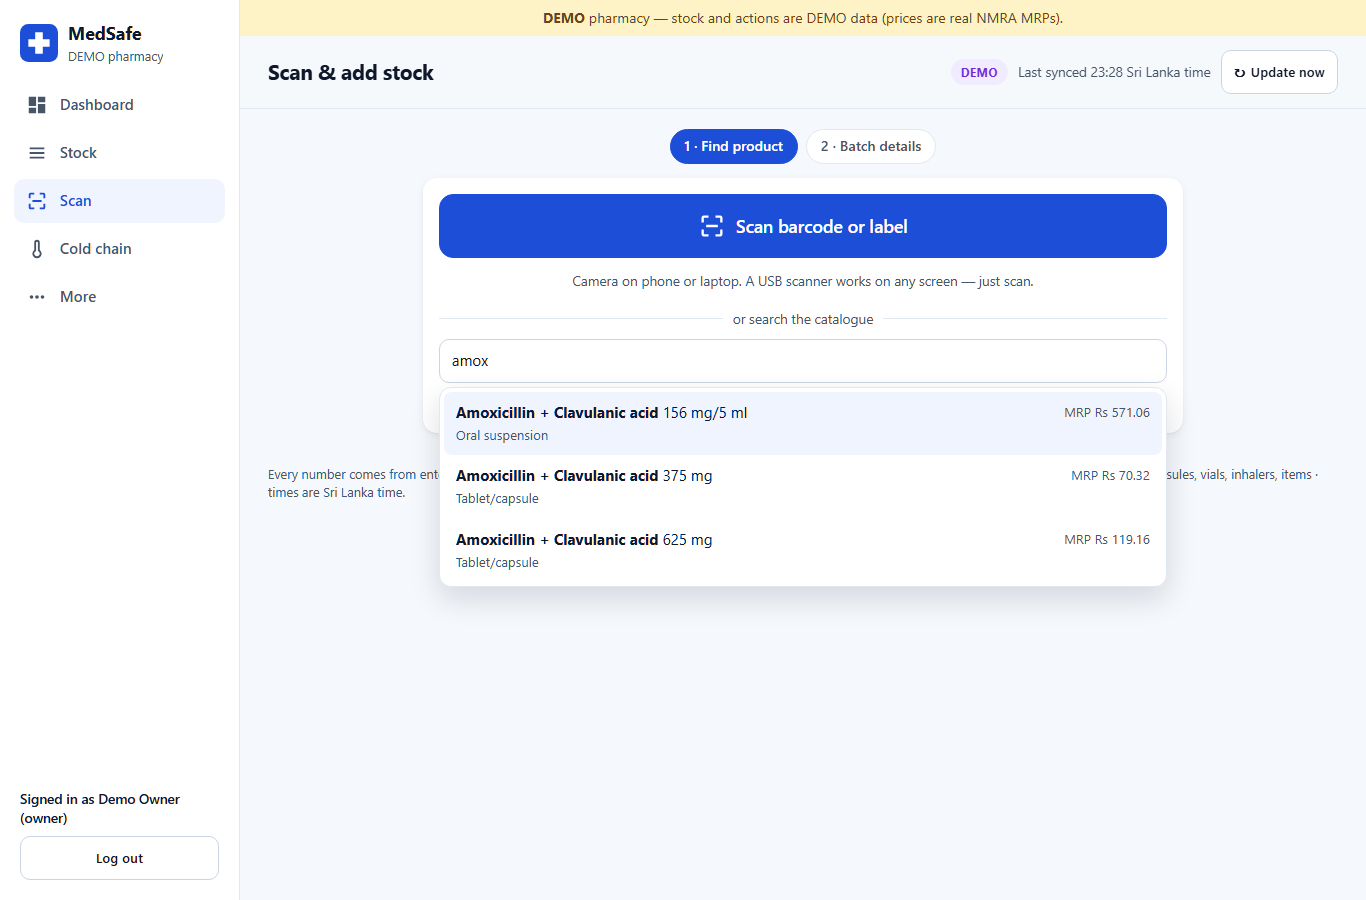 MedSafe
DEMO pharmacy
Dashboard
Stock
Scan
Cold chain
More
Signed in as Demo Owner
(owner)
Log out
DEMO pharmacy — stock and actions are DEMO data (prices are real NMRA MRPs).
Scan & add stock
DEMO
Last synced 23:28 Sri Lanka time
↻ Update now
1 · Find product
2 · Batch details
Scan barcode or label
Camera on phone or laptop. A USB scanner works on any screen — just scan.
or search the catalogue
amox
Amoxicillin + Clavulanic acid 156 mg/5 ml
MRP Rs 571.06
Oral suspension
Amoxicillin + Clavulanic acid 375 mg
MRP Rs 70.32
Tablet/capsule
Amoxicillin + Clavulanic acid 625 mg
MRP Rs 119.16
Tablet/capsule
Every number comes from
vials, inhalers, items ·
times are Sri Lanka time.